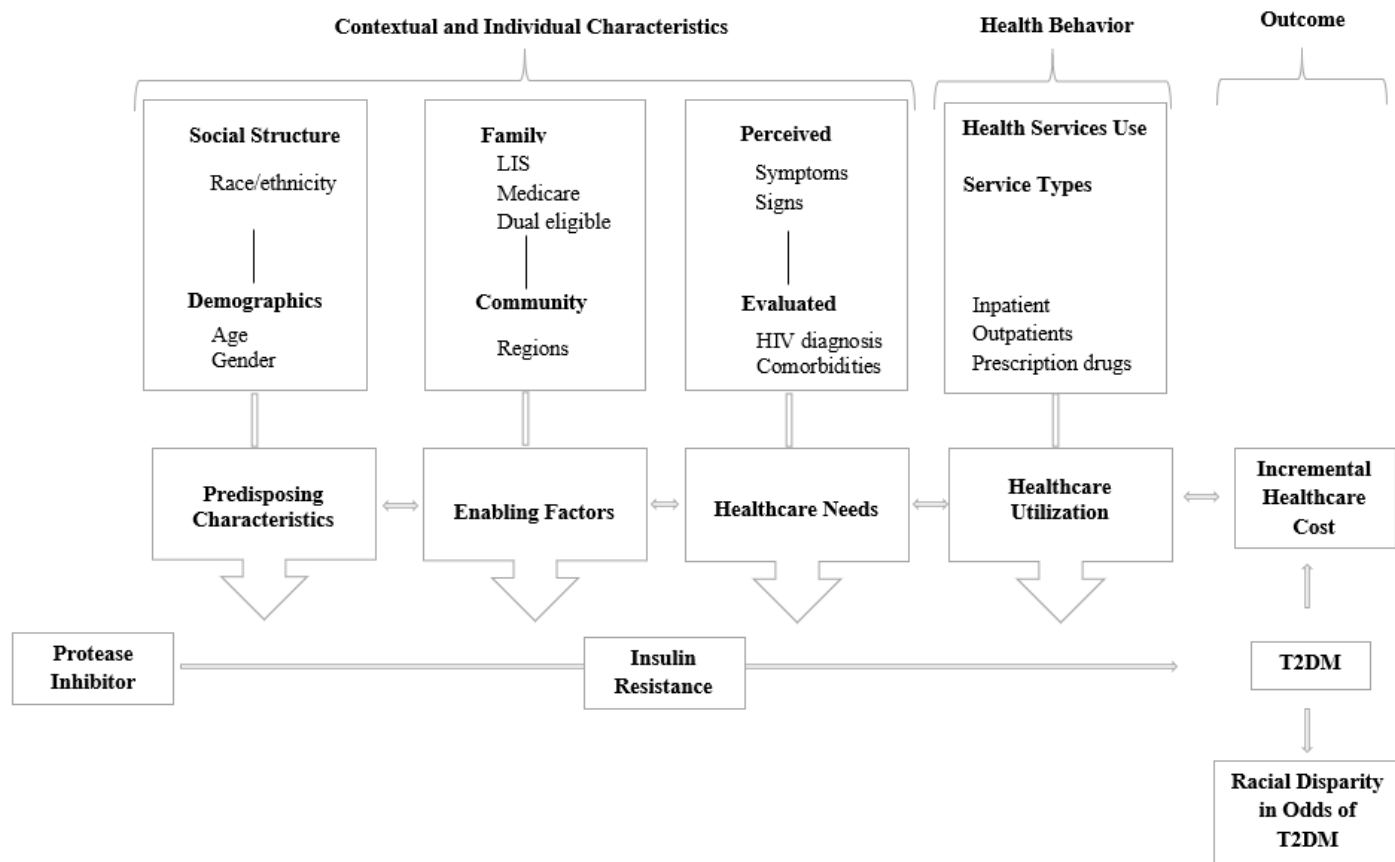 Contextual and Individual Characteristics
Health Behavior
Outcome
Social Structure
Race/ethnicity
Demographics
Age
Gender
Family
LIS
Medicare
Dual eligible
Community
Regions
Perceived
Symptoms
Signs
Evaluated
HIV diagnosis
Comorbidities
Health Services Use
Service Types
Inpatient
Outpatients
Prescription drugs
Predisposing
Characteristics
Enabling Factors
Healthcare Needs
Healthcare
Utilization
Incremental
Healthcare
Cost
Protease
Inhibitor
Insulin
Resistance
T2DM
Racial Disparity
in Odds of
T2DM